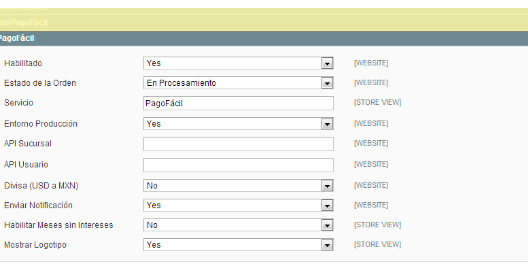 PagoFácil
Habilitado Yes [WEBSITE]
Estado de la Orden En Procesamiento [WEBSITE]
Servicio PagoFácil [STORE VIEW]
Entorno Producción Yes [WEBSITE]
API Sucursal [WEBSITE]
API Usuario [WEBSITE]
Divisa (USD a MXN) No [WEBSITE]
Enviar Notificación Yes [WEBSITE]
Habilitar Meses sin Intereses No [STORE VIEW]
Mostrar Logotipo Yes [STORE VIEW]